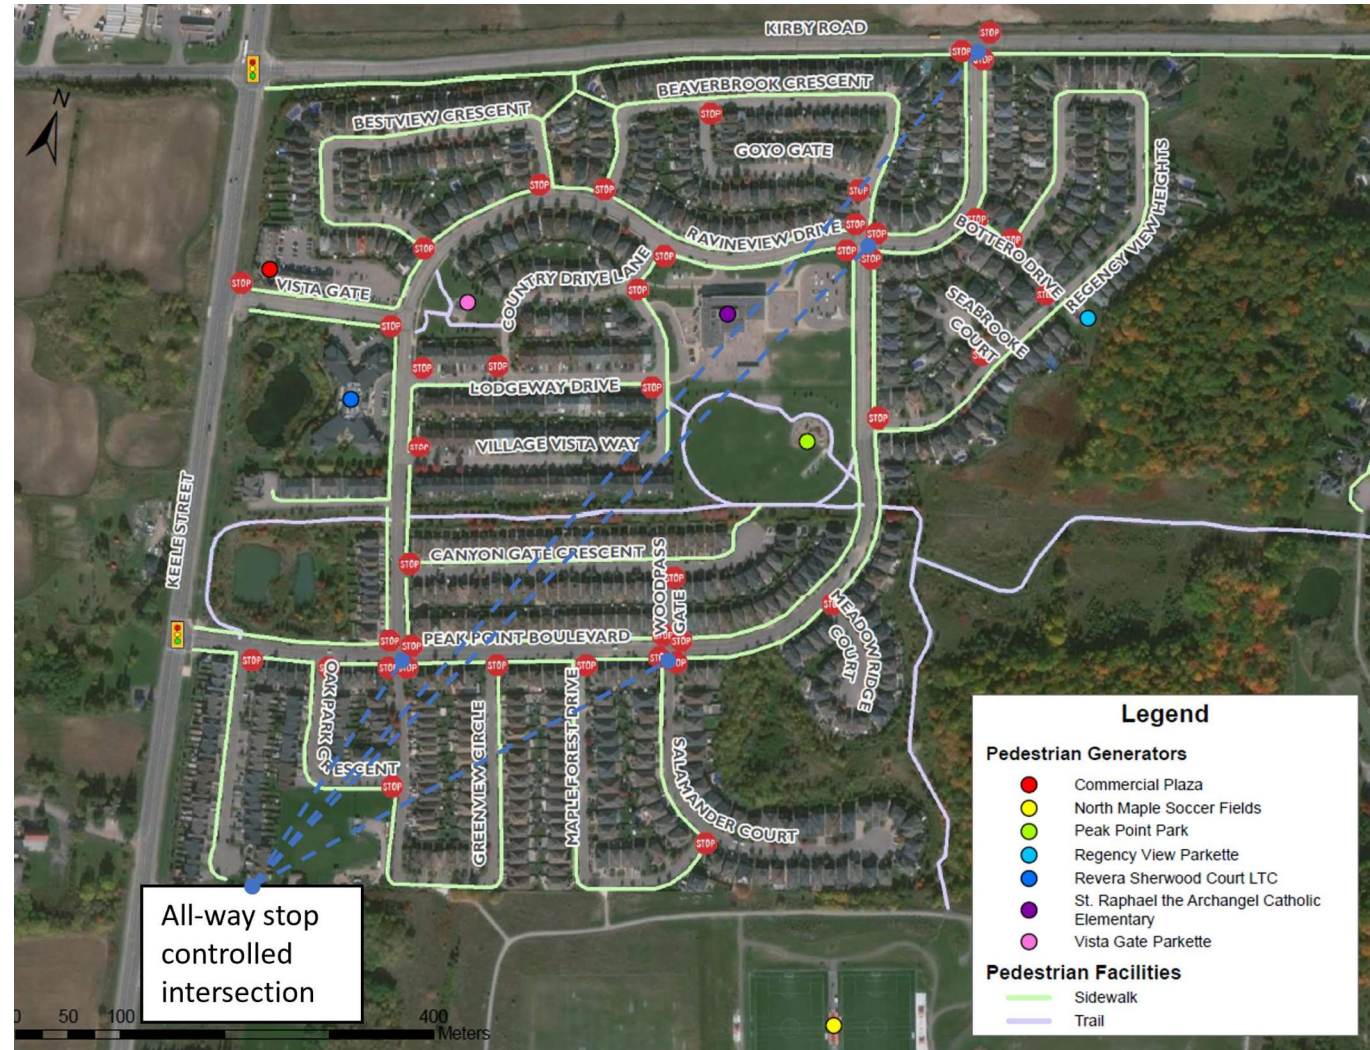 KIRBY ROAD
N
BEAVERBROOK CRESCENT
BESTVIEW CRESCENT
STOP
GOYO GATE
REGENCY VIEW HEIGHTS
RAVINEVIEW DRIVE
BOTTERO DRIVE
COUNTRY DRIVE LANE
VISTA GATE
SEABROOKE
COURT
LODGEWAY DRIVE
VILLAGE VISTA WAY
KEELE STREET
CANYON GATE CRESCENT
WOODPASS
GATE
PEAK POINT BOULEVARD
MEADOW RIDGE
COURT
OAK PARK CRESCENT
GREENVIEW CIRCLE
MAPLE FOREST DRIVE
SALAMANDER COURT
All-way stop
controlled
intersection
0 50 100 400
Meters
Legend
Pedestrian Generators
Commercial Plaza
North Maple Soccer Fields
Peak Point Park
Regency View Parkette
Revera Sherwood Court LTC
St. Raphael the Archangel Catholic
Elementary
Vista Gate Parkette
Pedestrian Facilities
Sidewalk
Trail